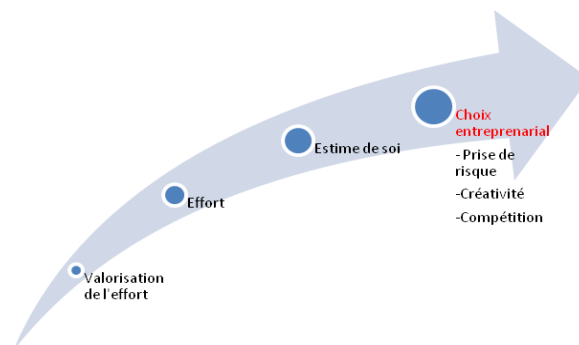 Choix
entreprenarial
- Prise de
risque
-Créativité
-Compétition
Estime de soi
Effort
Valorisation
de l'effort